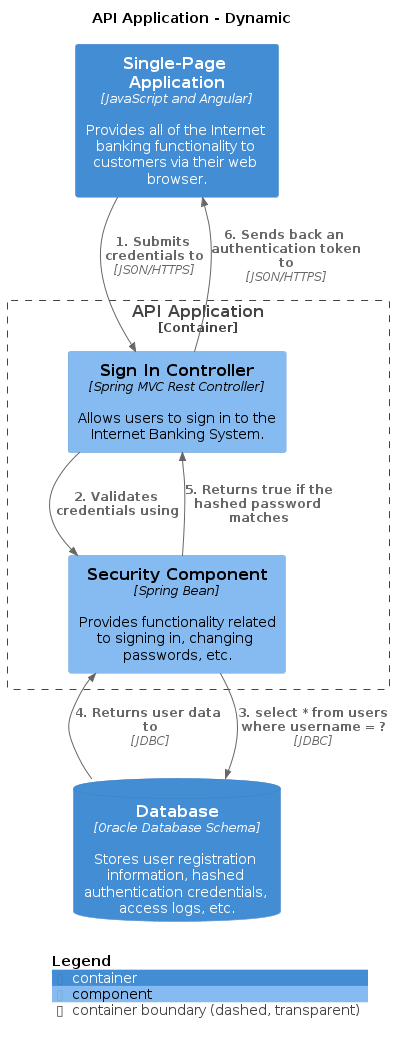 API Application - Dynamic
Single-Page
Application
[JavaScript and Angular]
Provides all of the Internet
banking functionality to
customers via their web
browser.
1. Submits
credentials to
[JSON/HTTPS]
6. Sends back an
authentication token
to
[JSON/HTTPS]
API Application
[Container]
Sign In Controller
[Spring MVC Rest Controller]
Allows users to sign in to the
Internet Banking System.
2. Validates
credentials using
5. Returns true if the
hashed password
matches
Security Component
[Spring Bean]
Provides functionality related
to signing in, changing
passwords, etc.
4. Returns user data
to
[JDBC]
3. select * from users
where username = ?
[JDBC]
Database
[Oracle Database Schema]
Stores user registration
information, hashed
authentication credentials,
access logs, etc.
Legend
container
component
container boundary (dashed, transparent)